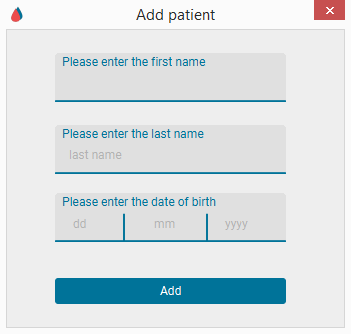 Add patient
Please enter the first name
Please enter the last name
last name
Please enter the date of birth
dd mm yyyy
Add